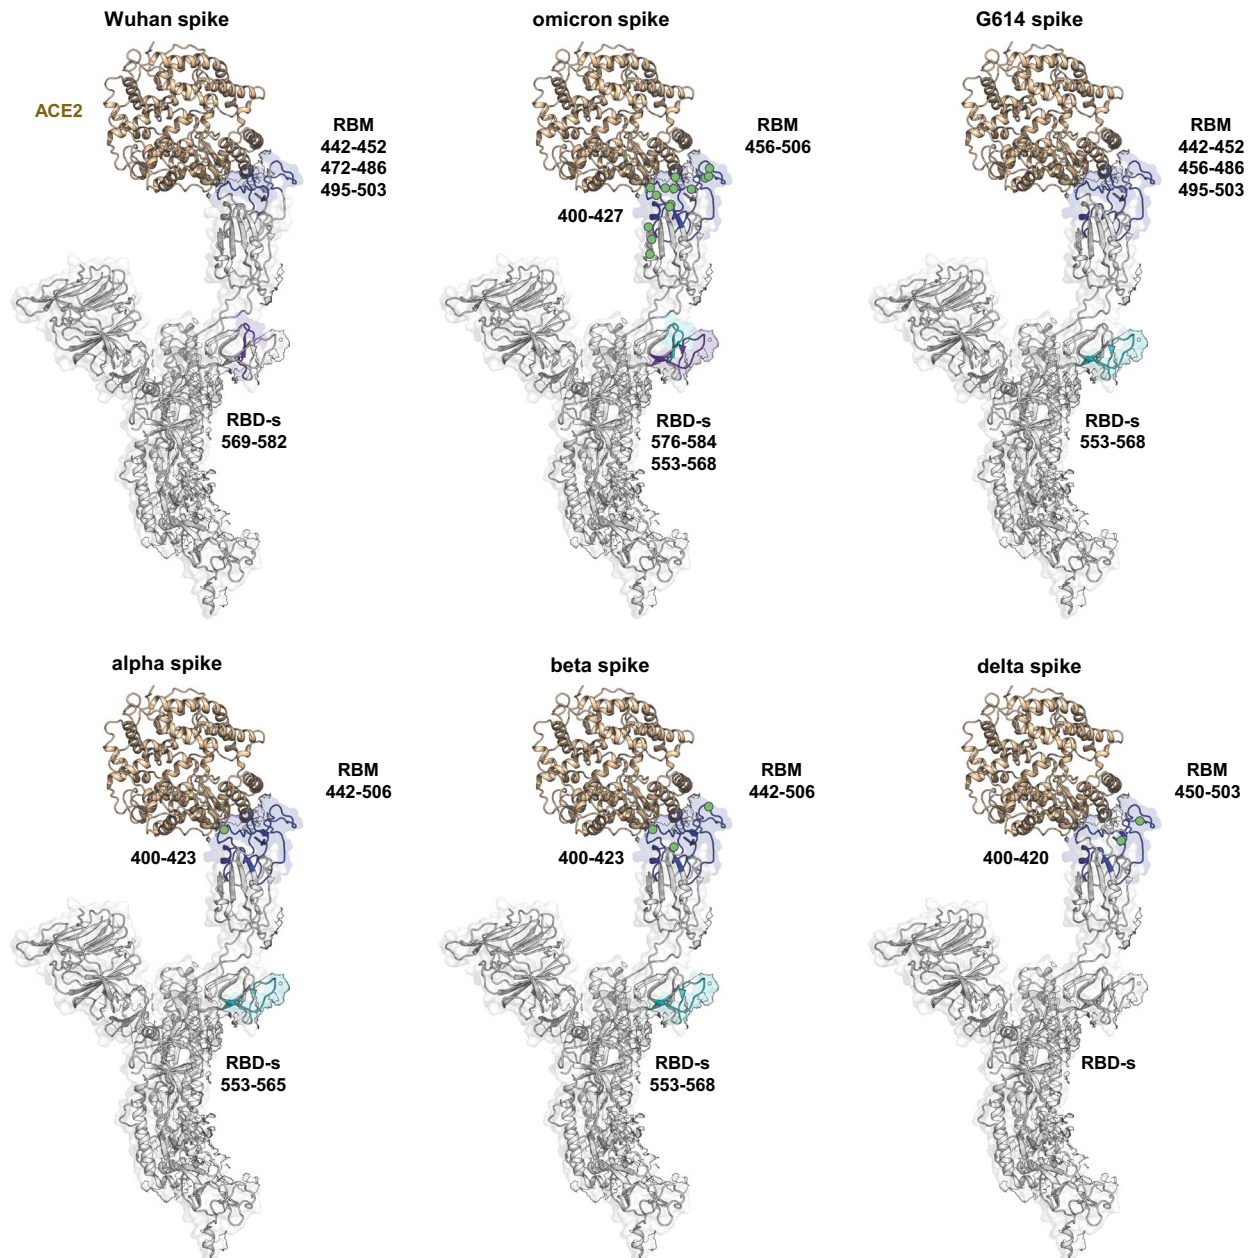 Wuhan spike
omicron spike
G614 spike
ACE2
RBM
442-452
472-486
495-503
RBM
456-506
400-427
RBM
442-452
456-486
495-503
RBD-s
569-582
RBD-s
576-584
553-568
RBD-s
553-568
alpha spike
beta spike
delta spike
RBM
442-506
400-423
RBM
442-506
400-423
RBM
450-503
400-420
RBD-s
553-565
RBD-s
553-568
RBD-s